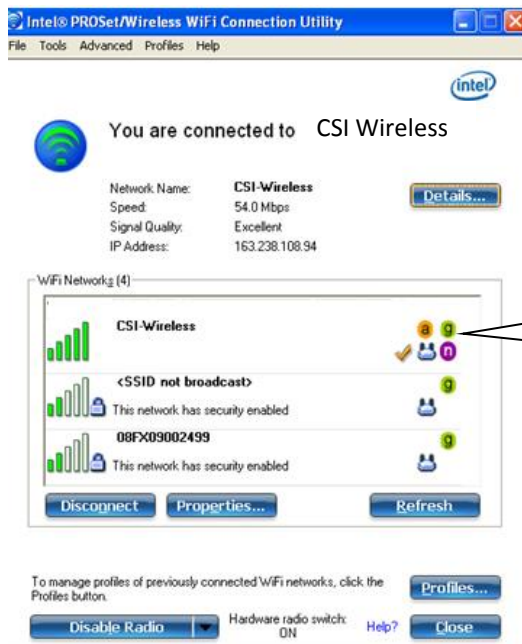 Intel® PROSet/Wireless WiFi Connection Utility
File Tools Advanced Profiles Help
intel
You are connected to CSI Wireless
Network Name: CSI-Wireless
Speed: 54.0 Mbps
Signal Quality: Excellent
IP Address: 163.238.108.94
Details...
WiFi Networks (4)
CSI-Wireless
a g
n
<SSID not broadcast>
g
This network has security enabled
08FX09002499
g
This network has security enabled
Disconnect Properties... Refresh
To manage profiles of previously connected WiFi networks, click the
Profiles button.
Profiles...
Disable Radio
Hardware radio switch:
ON
Help?
Close